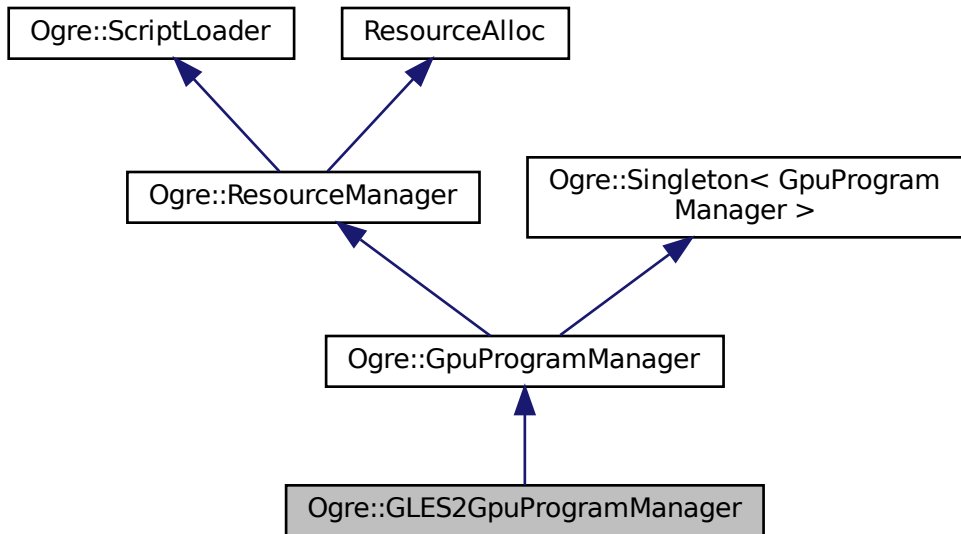 Ogre::ScriptLoader
ResourceAlloc
Ogre::ResourceManager
Ogre::Singleton< GpuProgram
Manager >
Ogre::GpuProgramManager
Ogre::GLES2GpuProgramManager